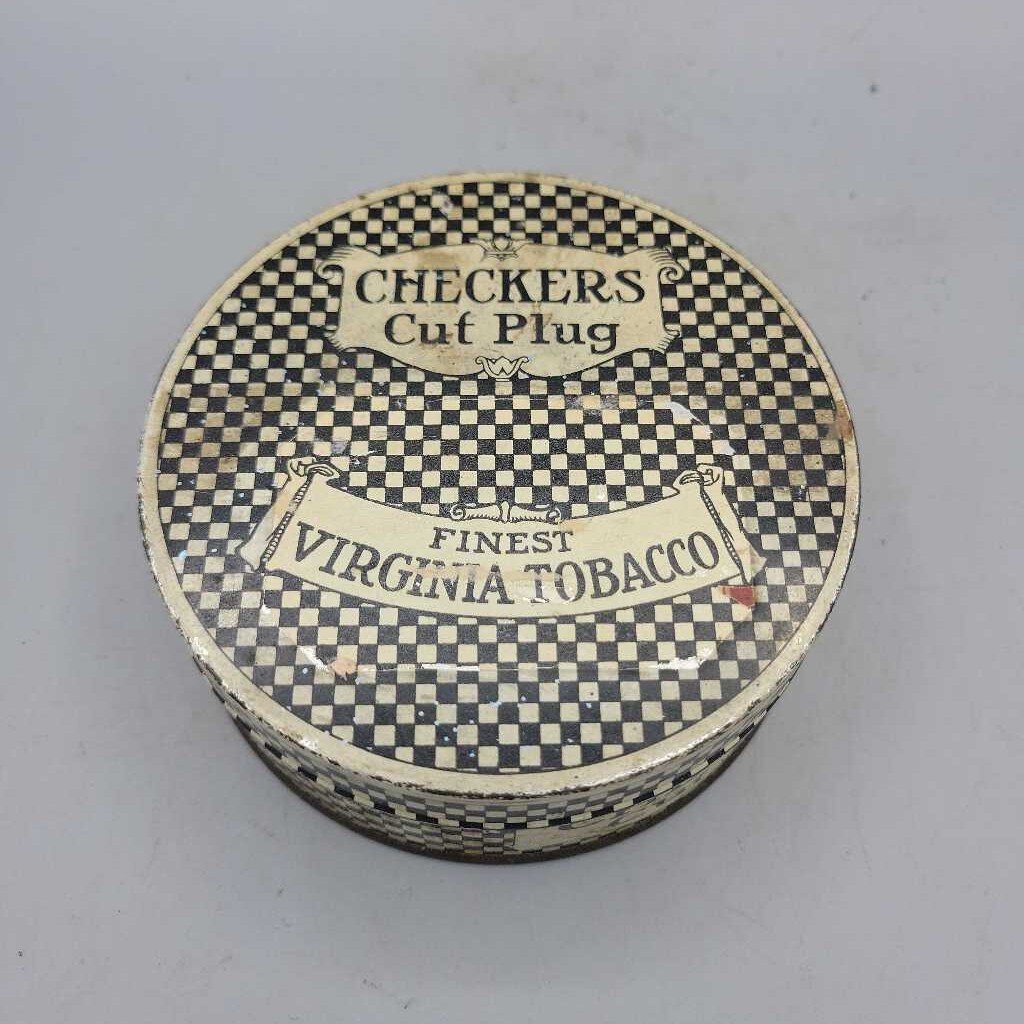 CHECKERS
Cut Plug
FINEST
VIRGINIA TOBACCO